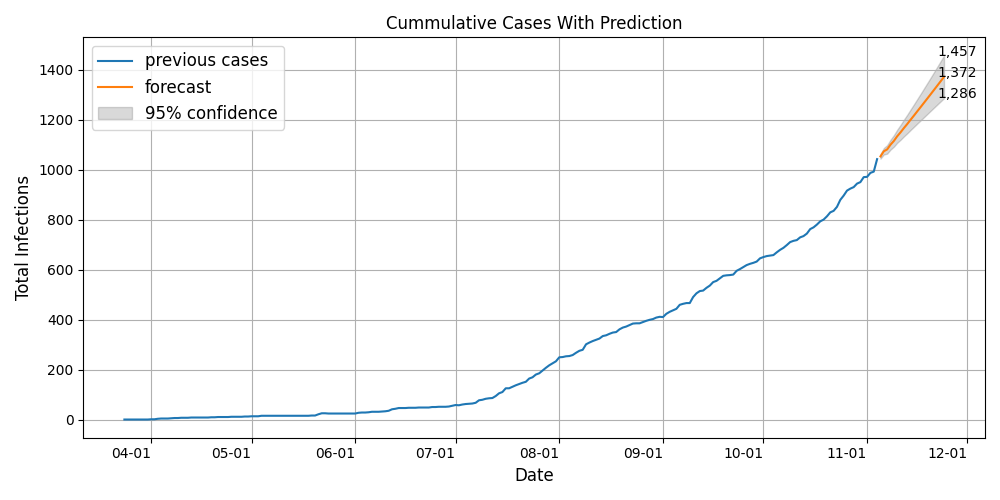 Cummulative Cases With Prediction
previous cases
forecast
95% confidence
1,457
1,372
1,286
Total Infections
1400
1200
1000
800
600
400
200
0
04-01 05-01 06-01 07-01 08-01 09-01 10-01 11-01 12-01
Date